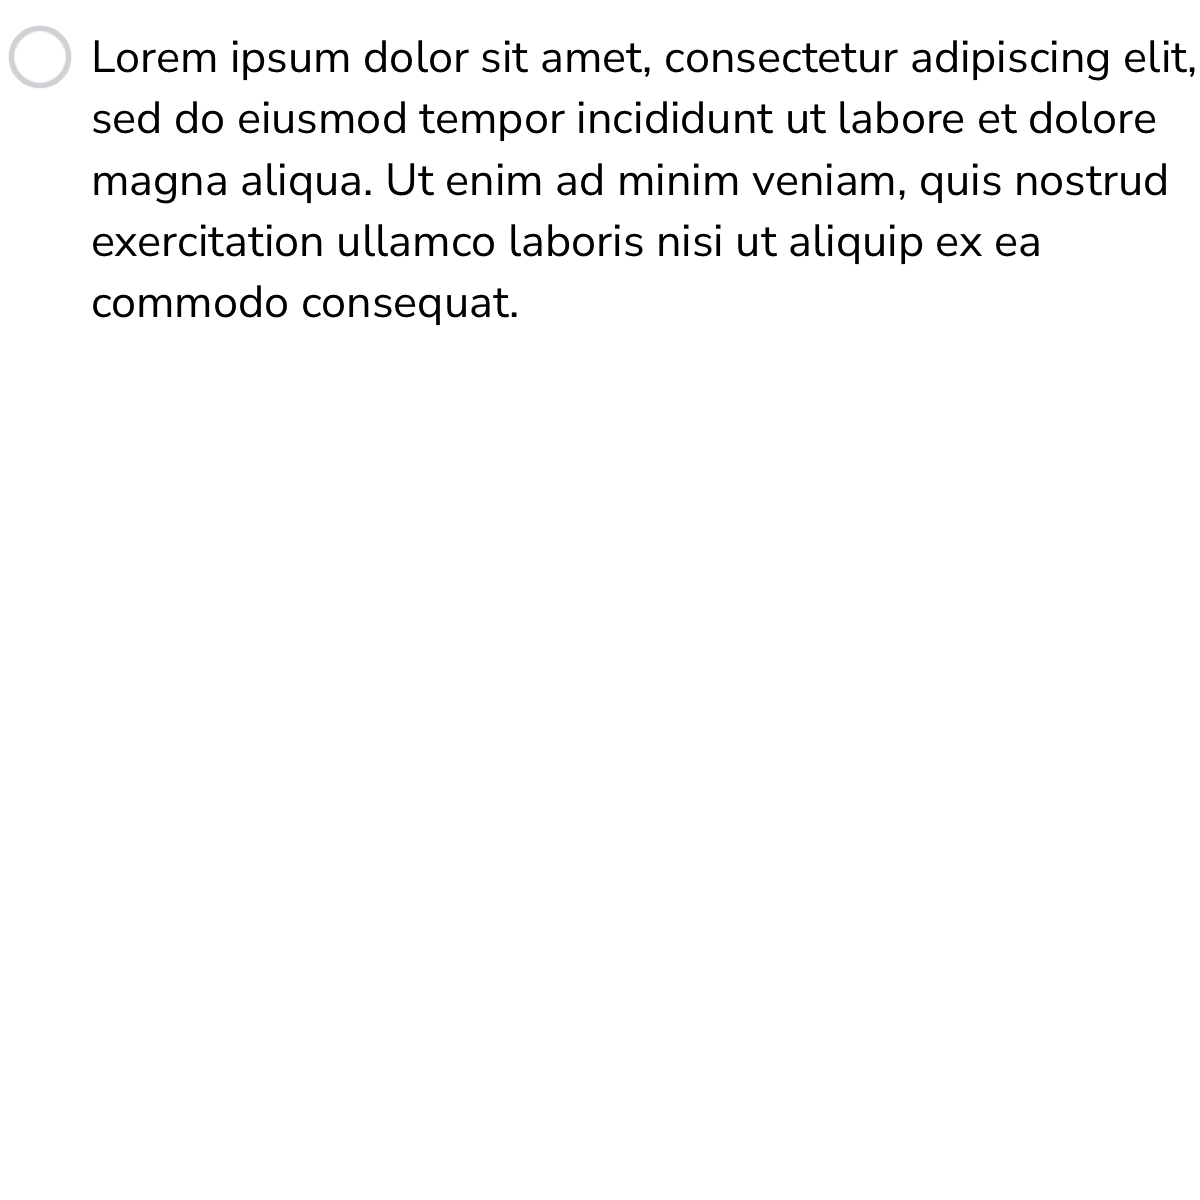 Lorem ipsum dolor sit amet, consectetur adipiscing elit,
sed do eiusmod tempor incididunt ut labore et dolore
magna aliqua. Ut enim ad minim veniam, quis nostrud
exercitation ullamco laboris nisi ut aliquip ex ea
commodo consequat.